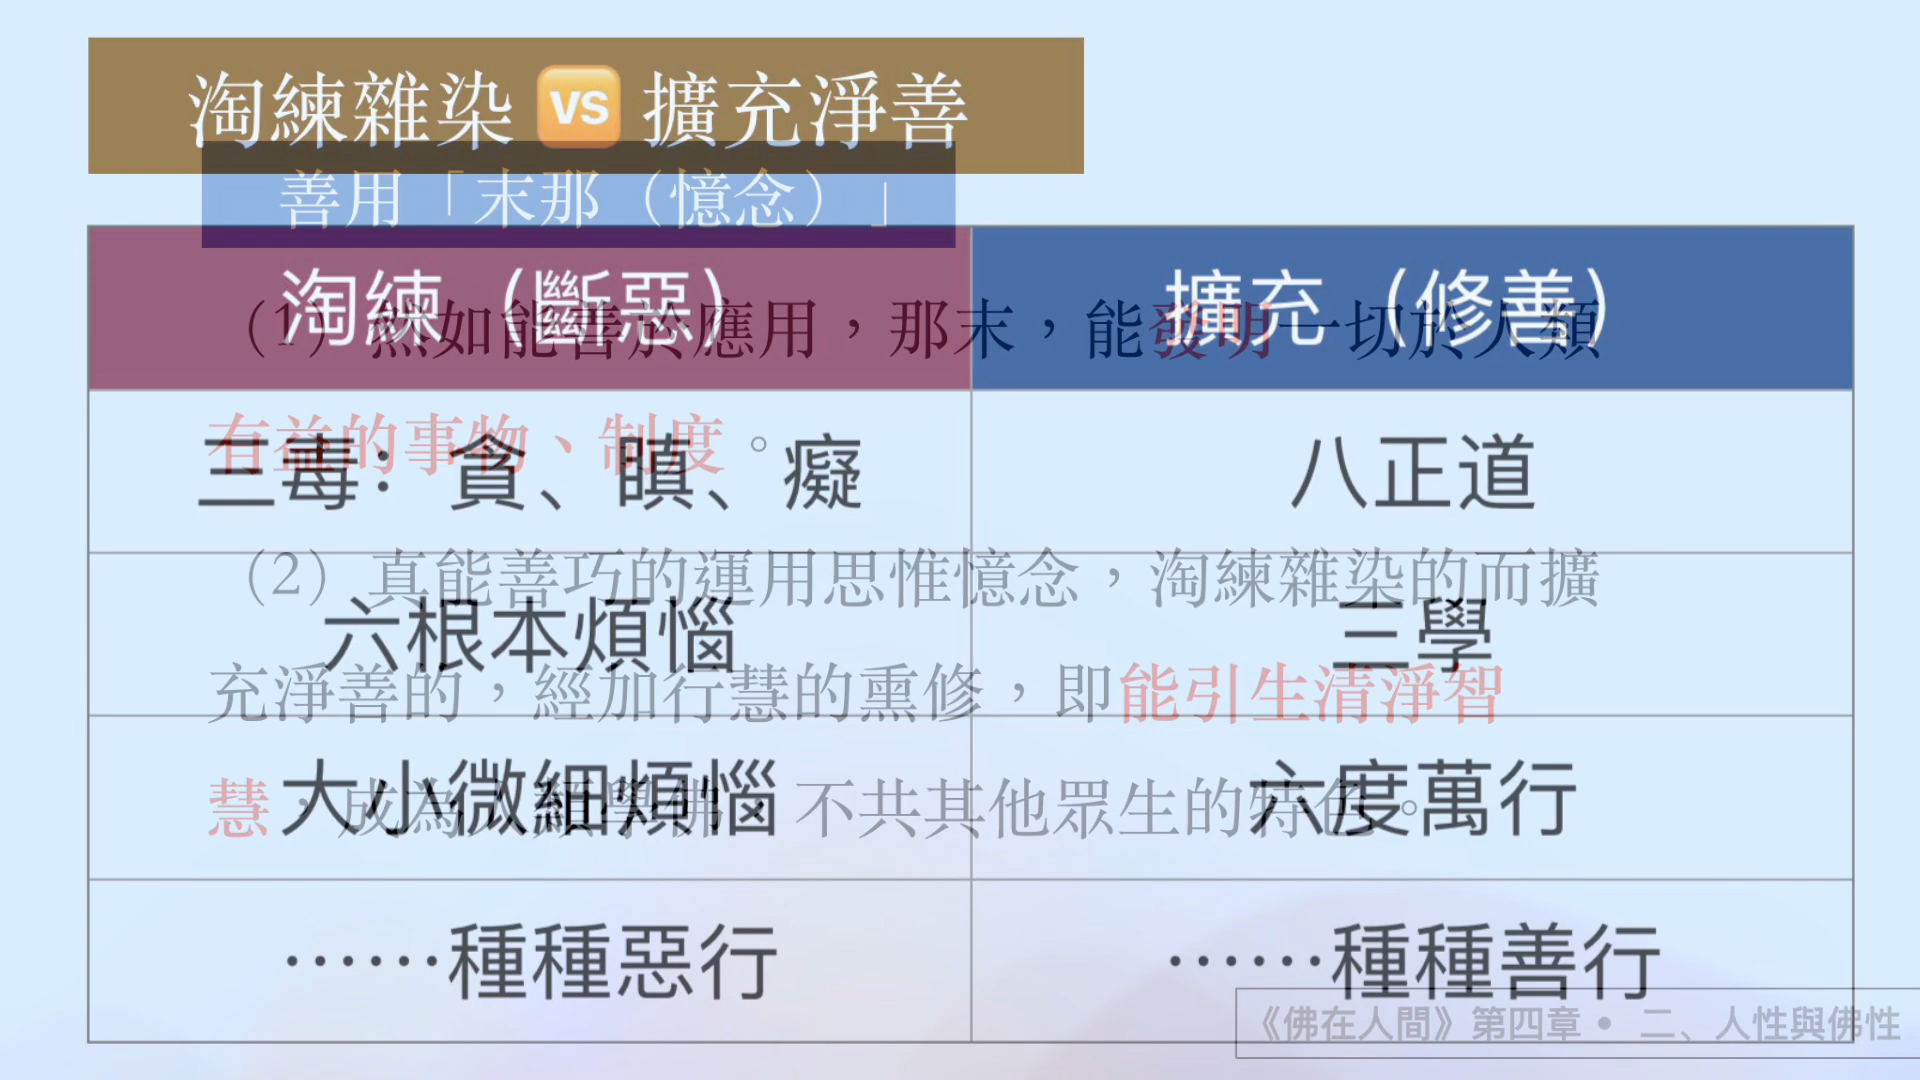 淘練雜染 🆚 擴充淨善
善用「末那（憶念）」
淘練（斷惡）
擴充（修善）
（1）然如能善於應用，那末，能發明一切於人類
有益的事物、制度。
三毒：貪、瞋、癡
八正道
（2）真能善巧的運用思惟憶念，淘練雜染的而擴
六根本煩惱
三學
充淨善的，經加行慧的熏修，即能引生清淨智
大小微細煩惱
六度萬行
慧，成為人類學佛，不共其他眾生的特色。
……種種惡行
……種種善行
《佛在人間》第四章 • 二、人性與佛性